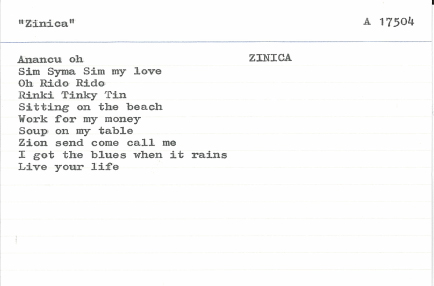 "Zinica" A 17504
Anancu oh ZINICA
Sim Syma Sim my love
Oh Rido Rido
Rinki Tinky Tin
Sitting on the beach
Work for my money
Soup on my table
Zion send come call me
I got the blues when it rains
Live your life